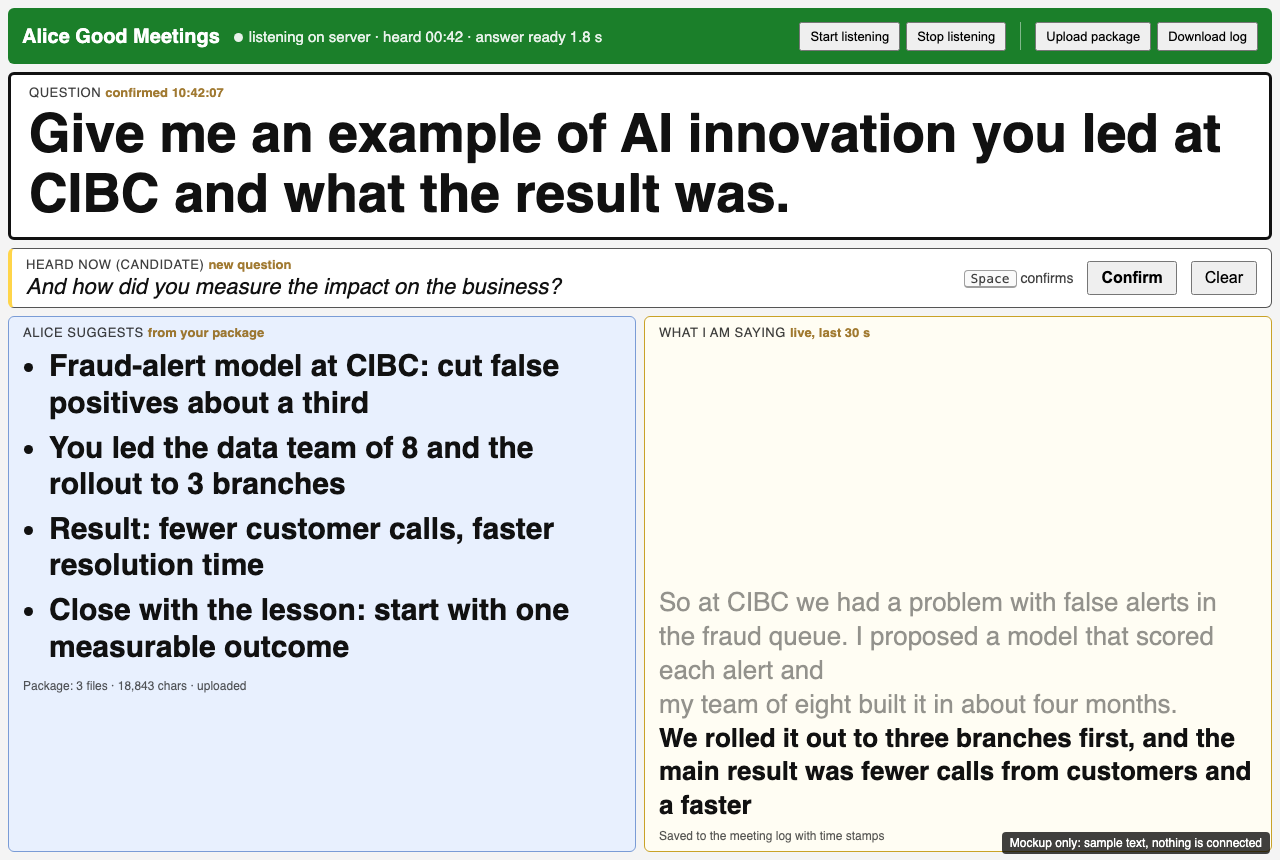 Alice Good Meetings
listening on server · heard 00:42 · answer ready 1.8 s
Start listening
Stop listening
Upload package
Download log
QUESTION confirmed 10:42:07
Give me an example of AI innovation you led at
CIBC and what the result was.
HEARD NOW (CANDIDATE) new question
And how did you measure the impact on the business?
Space confirms
Confirm
Clear
ALICE SUGGESTS from your package
• Fraud-alert model at CIBC: cut false
positives about a third
• You led the data team of 8 and the
rollout to 3 branches
• Result: fewer customer calls, faster
resolution time
• Close with the lesson: start with one
measurable outcome
Package: 3 files · 18,843 chars · uploaded
WHAT I AM SAYING live, last 30 s
So at CIBC we had a problem with false alerts in
the fraud queue. I proposed a model that scored
each alert and
my team of eight built it in about four months.
We rolled it out to three branches first, and the
main result was fewer calls from customers and
a faster
Saved to the meeting log with time stamps
Mockup only: sample text, nothing is connected